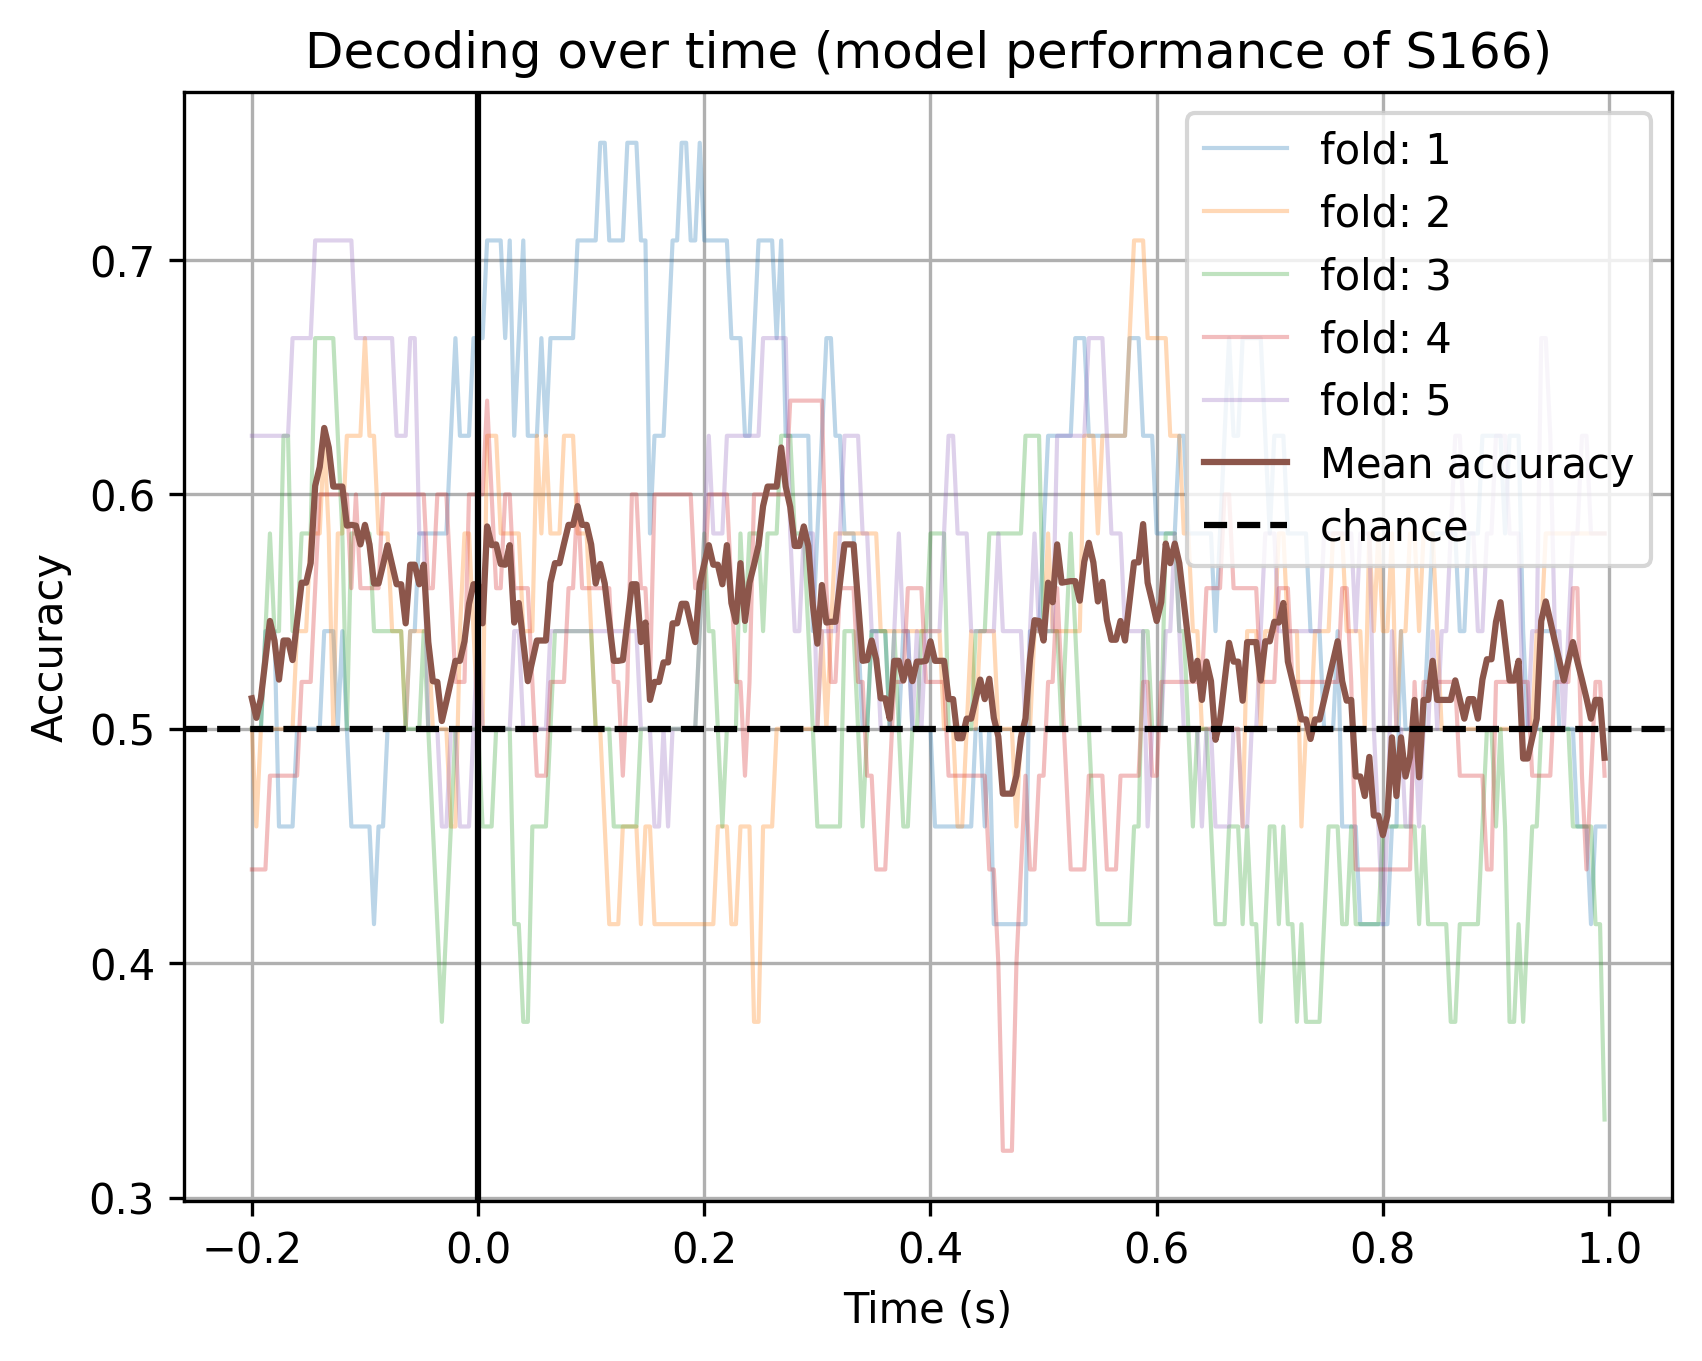 Decoding over time (model performance of S166)
fold: 1
fold: 2
fold: 3
fold: 4
fold: 5
Mean accuracy
chance
Accuracy
0.7
0.6
0.5
0.4
0.3
−0.2 0.0 0.2 0.4 0.6 0.8 1.0
Time (s)